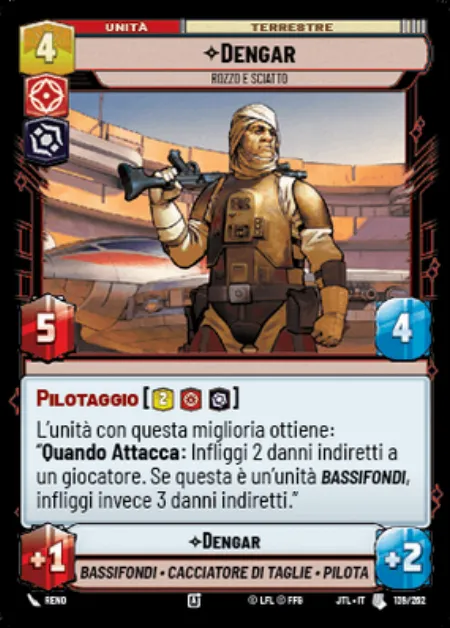 UNITÀ TERRESTRE
4
DENGAR
ROZZO E SCIATTO
5
4
PILOTAGGIO [2]
L'unità con questa miglioria ottiene:
"Quando Attacca: Infliggi 2 danni indiretti a
un giocatore. Se questa è un'unità BASSIFONDI,
infliggi invece 3 danni indiretti."
DENGAR
+1
+2
BASSIFONDI • CACCIATORE DI TAGLIE • PILOTA
RENO
A
© LFL © FFG
JTL • IT
139/262